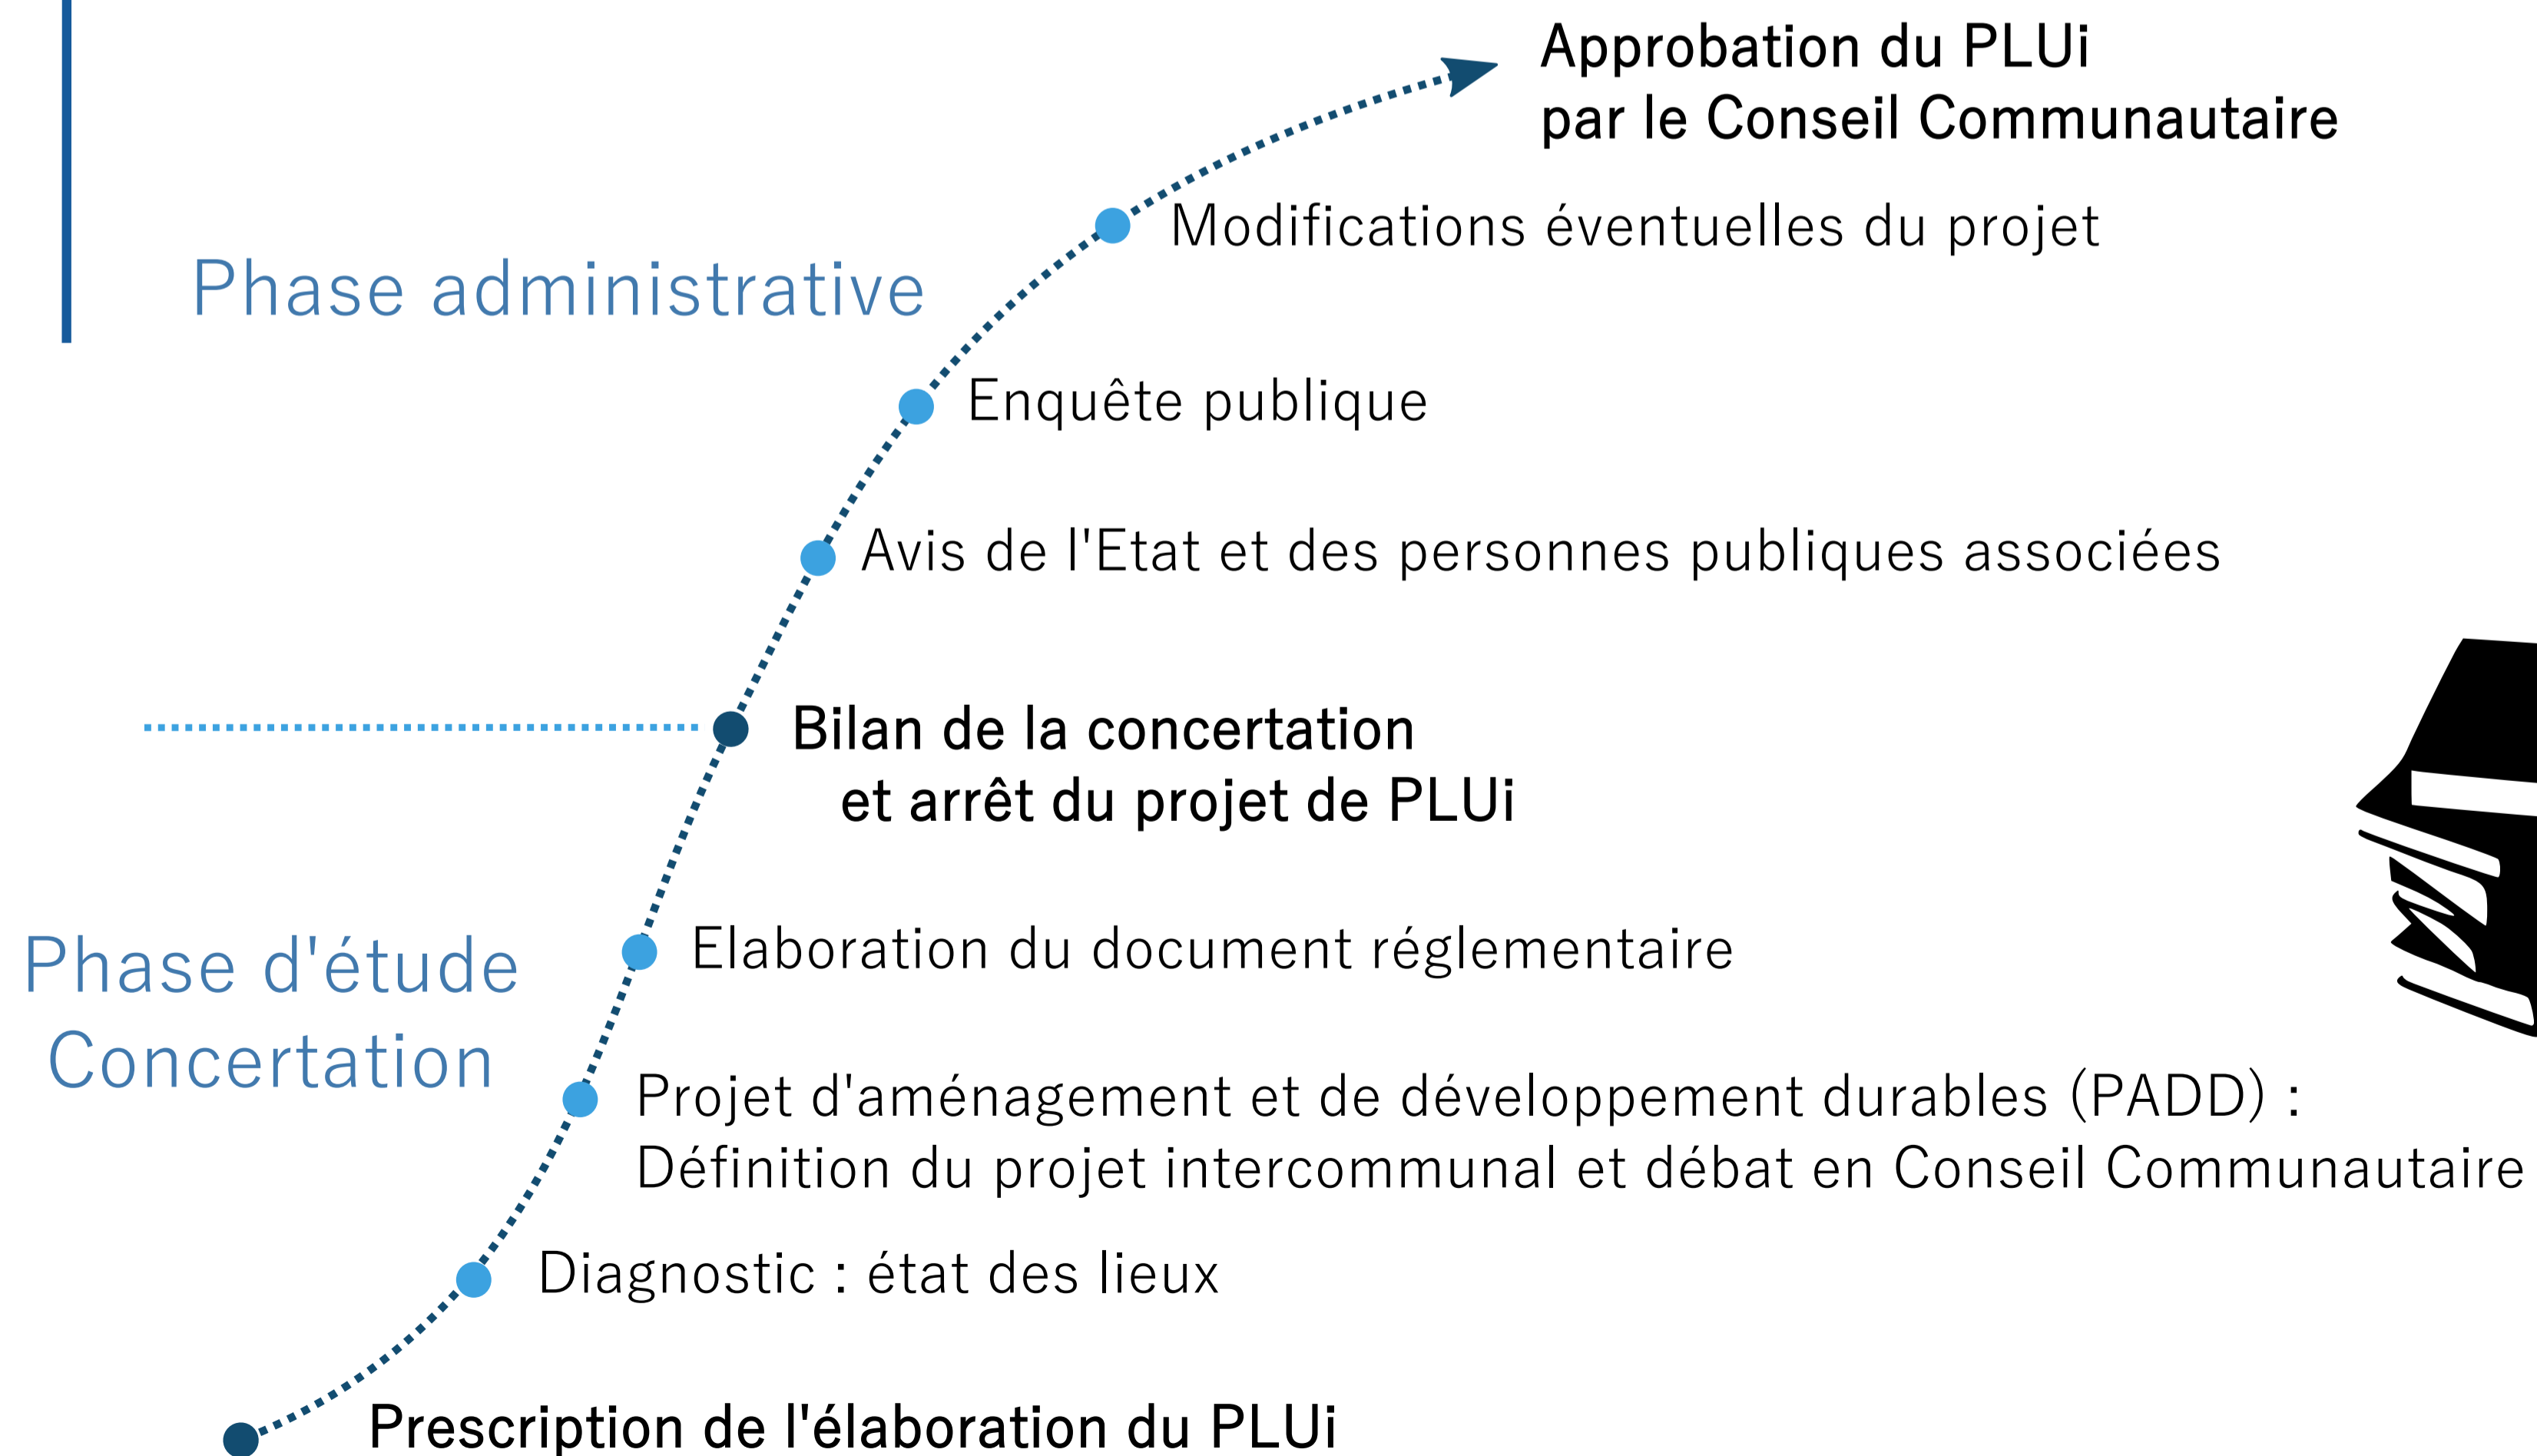 Approbation du PLUi
par le Conseil Communautaire
Modifications éventuelles du projet
Phase administrative
Enquête publique
Avis de l'Etat et des personnes publiques associées
Bilan de la concertation
et arrêt du projet de PLUi
Elaboration du document réglementaire
Phase d'étude
Concertation
Projet d'aménagement et de développement durables (PADD) :
Définition du projet intercommunal et débat en Conseil Communautaire
Diagnostic : état des lieux
Prescription de l'élaboration du PLUi